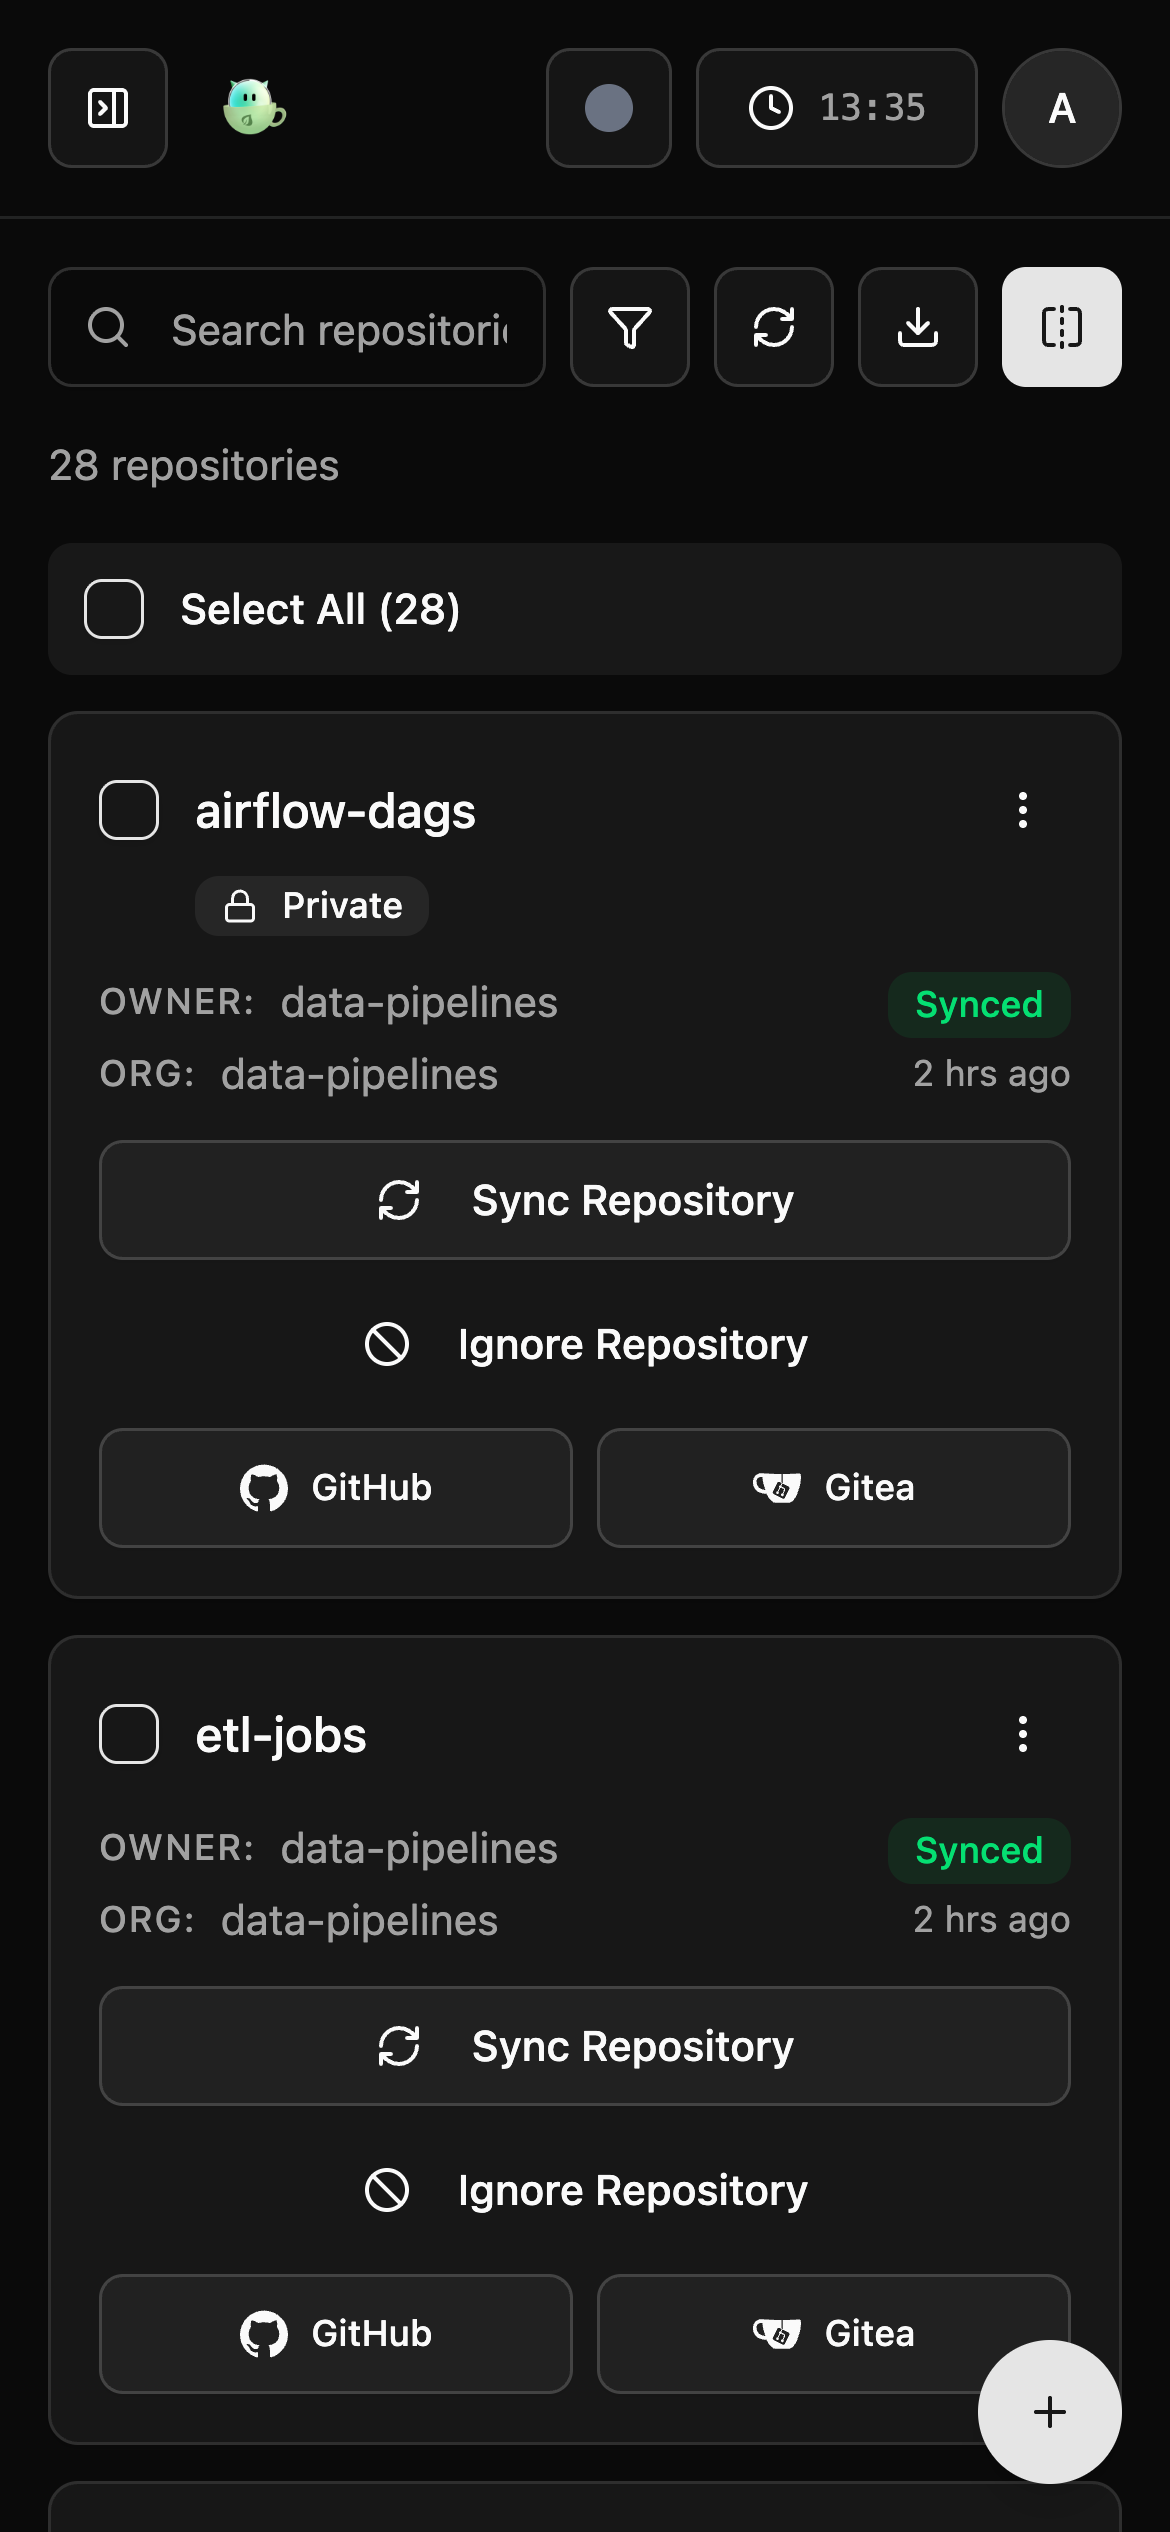 13:35
A
Search repositori
28 repositories
Select All (28)
airflow-dags
Private
OWNER: data-pipelines
Synced
ORG: data-pipelines
2 hrs ago
Sync Repository
Ignore Repository
GitHub
Gitea
etl-jobs
OWNER: data-pipelines
Synced
ORG: data-pipelines
2 hrs ago
Sync Repository
Ignore Repository
GitHub
Gitea